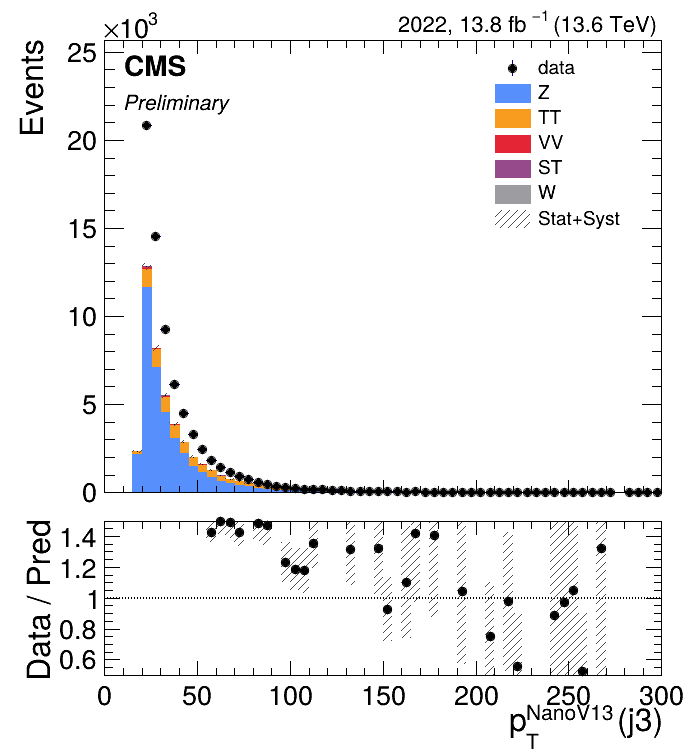 ×10³
2022, 13.8 fb⁻¹ (13.6 TeV)
Events
CMS
Preliminary
data
Z
TT
VV
ST
W
Stat+Syst
25
20
15
10
5
0
Data / Pred
1.4
1.2
1
0.8
0.6
0 50 100 150 200 250 300
p_T^NanoV13 (j3)